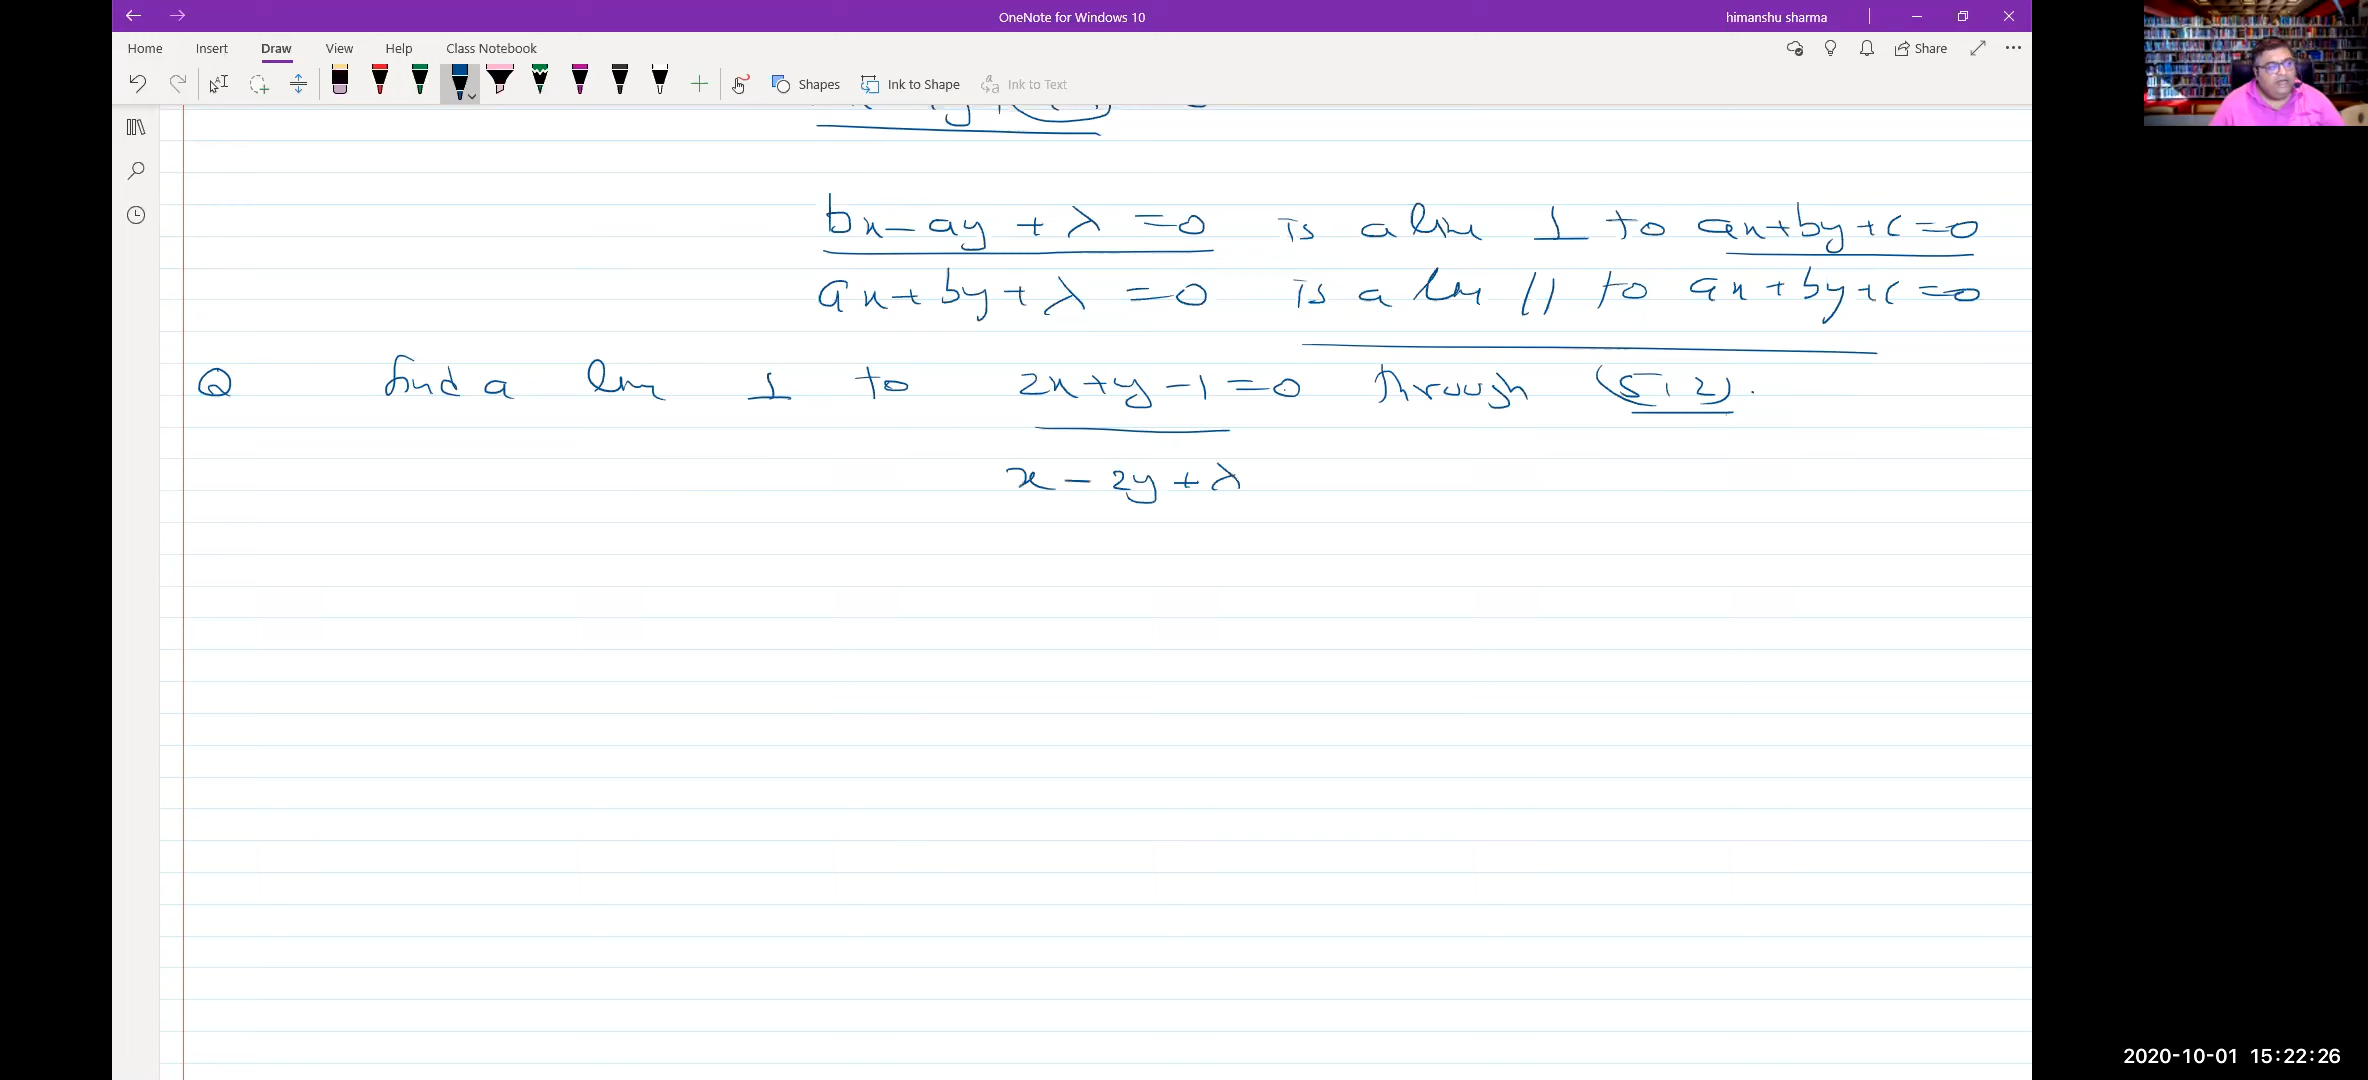 OneNote for Windows 10
himanshu sharma
Home Insert Draw View Help Class Notebook
Share
Shapes Ink to Shape Ink to Text
bx - ay + λ = 0 is a line ⊥ to ax + by + c = 0
ax + by + λ = 0 is a line // to ax + by + c = 0
Q find a line ⊥ to 2x + y - 1 = 0 through (5, 2).
x - 2y + λ
2020-10-01 15:22:26